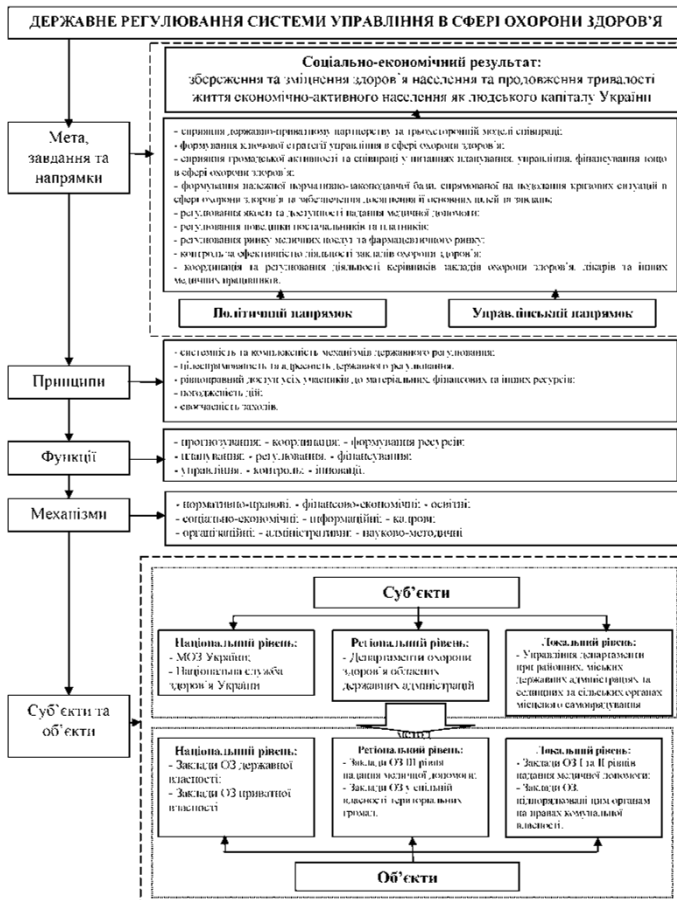 ДЕРЖАВНЕ РЕГУЛЮВАННЯ СИСТЕМИ УПРАВЛІННЯ В СФЕРІ ОХОРОНИ ЗДОРОВ'Я
Мета,
завдання та
напрямки
Соціально-економічний результат:
збереження та зміцнення здоров'я населення та продовження тривалості
життя економічно-активного населення як людського капіталу України
- сприяння державно-приватному партнерству та трьохсторонній моделі співпраці;
- формування ключової стратегії управління в сфері охорони здоров'я;
- сприяння громадської активності та співпраці у питаннях планування, управління, фінансування тощо
в сфері охорони здоров'я;
- формування належної нормативно-законодавчої бази, спрямованої на подолання кризових ситуацій в
сфері охорони здоров'я та забезпечення досягнення її основних цілей та завдань;
- регулювання якості та доступності надання медичної допомоги;
- регулювання поведінки постачальників та платників;
- регулювання ринку медичних послуг та фармацевтичного ринку;
- контроль за ефективністю діяльності закладів охорони здоров'я;
- координація та регулювання діяльності керівників закладів охорони здоров'я, лікарів та інших
медичних працівників.
Політичний напрямок
Управлінський напрямок
Принципи
- системність та комплексність механізмів державного регулювання;
- цілеспрямованість та адресність державного регулювання,
- рівноправний доступ усіх учасників до матеріальних, фінансових та інших ресурсів;
- погодженість дій;
- своєчасність заходів.
Функції
- прогнозування; - координація; - формування ресурсів;
- планування; - регулювання, - фінансування;
- управління, - контроль; - інновації.
Механізми
- нормативно-правові, - фінансово-економічні; - освітні;
- соціально-економічні; - інформаційні; - кадрові;
- організаційні; - адміністративні; - науково-методичні
Суб'єкти та
об'єкти
Суб'єкти
Національний рівень:
- МОЗ України;
- Національна служба
здоров'я України
Регіональний рівень:
- Департаменти охорони
здоров'я обласних
державних адміністрацій
Локальний рівень:
- Управління департаменти
при районних, міських
державних адміністраціях та
селищних та сільських органах
місцевого самоврядування
Національний рівень:
- Заклади ОЗ державної
власності;
- Заклади ОЗ приватної
власності
Регіональний рівень:
- Заклади ОЗ III рівня
надання медичної допомоги;
- Заклади ОЗ у спільній
власності територіальних
громад.
Локальний рівень:
- Заклади ОЗ I та II рівнів
надання медичної допомоги;
- Заклади ОЗ,
підпорядковані цим органам
на правах комунальної
власності.
Об'єкти